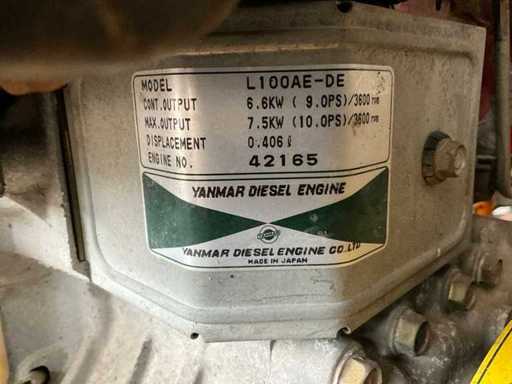 MODEL L100AE-DE
CONT.OUTPUT 6.6KW ( 9.0PS)/3600 rpm
MAX.OUTPUT 7.5KW (10.0PS)/3600 rpm
DISPLACEMENT 0.406 ℓ
ENGINE NO. 42165
YANMAR DIESEL ENGINE
YANMAR DIESEL ENGINE CO.,LTD.
MADE IN JAPAN